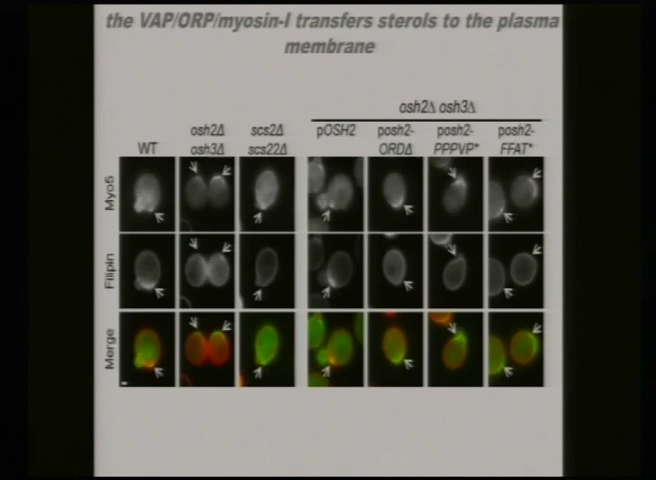 the VAP/ORP/myosin-I transfers sterols to the plasma
membrane
osh2Δ osh3Δ
osh2Δ osh3Δ
scs2Δ scs22Δ
WT
pOSH2
posh2-ORDΔ
posh2-PPPVP*
posh2-FFAT*
Myo5
Filipin
Merge